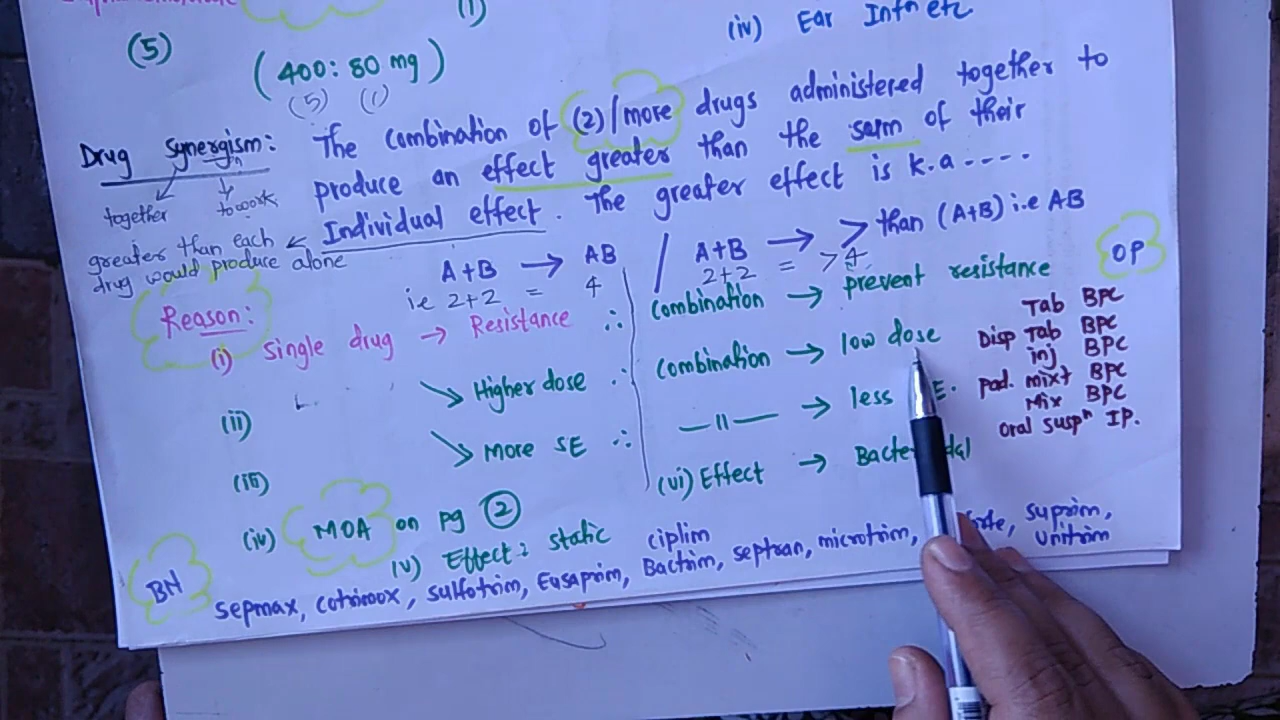 (i)
(iv) Ear Infn etc
(5)
(400: 80 mg)
(5) (1)
Drug Synergism: The combination of (2)/more drugs administered together to
produce an effect greater than the sum of their
Individual effect. The greater effect is k.a ----.
together
to work
greater than each
drug would produce alone
A+B → AB / A+B → > than (A+B) i.e AB
i.e 2+2 = 4 2+2 = >4
OP
Reason:
(i) single drug → Resistance ∴ combination → prevent resistance
(ii) ↘ Higher dose ∴ combination → low dose
(iii) ↘ More SE ∴ —"— → less E.
Tab BPC
Disp Tab BPC
inj BPC
pad. mixt BPC
Mix BPC
Oral suspn IP.
(iv) MOA on pg (2)
(vi) Effect →
(v) Effect: static
BN
ciplim
sepmax, cotrimox, sulfotrim, Eusaprim, Bactrim, septran, microtrim, suprim,
unitrim